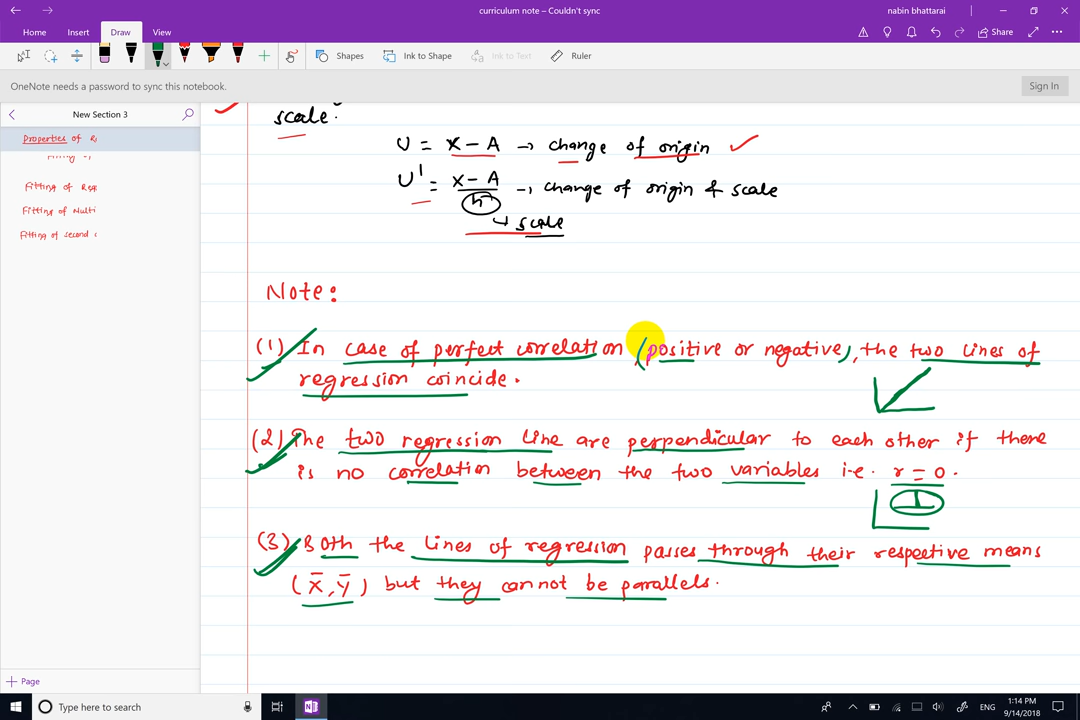 curriculum note – Couldn't sync
nabin bhattarai
Home Insert Draw View
Share
Shapes Ink to Shape Ink to Text Ruler
OneNote needs a password to sync this notebook.
Sign In
New Section 3
Properties of R
Fitting of Reg
Fitting of Multi
Fitting of second c
scale.
U = X - A → change of origin
U' = X - A / h → change of origin & scale
↳ scale
Note:
(1) In case of perfect correlation (positive or negative), the two lines of
regression coincide.
(2) The two regression line are perpendicular to each other if there
is no correlation between the two variables i.e. r = 0.
(3) Both the lines of regression passes through their respective means
(X̄, Ȳ) but they cannot be parallels.
+ Page
Type here to search
ENG
1:14 PM
9/14/2018